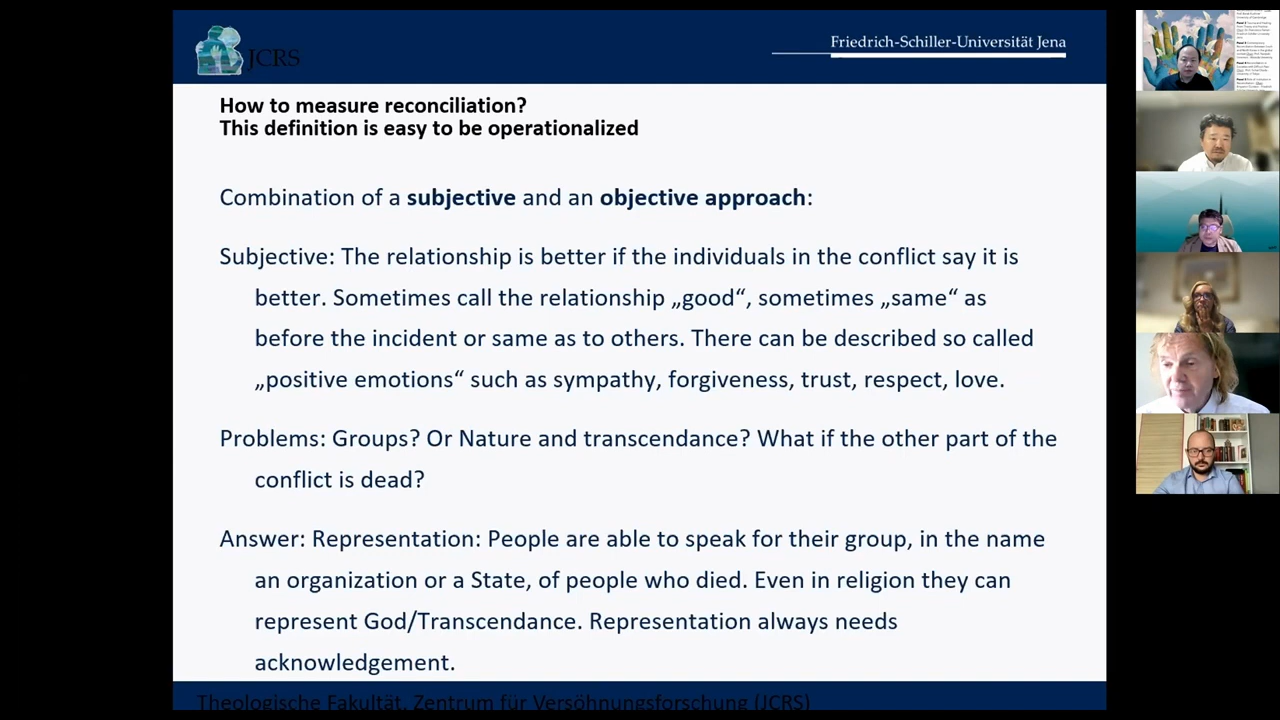 JCRS
Friedrich-Schiller-Universität Jena
How to measure reconciliation?
This definition is easy to be operationalized
Combination of a subjective and an objective approach:
Subjective: The relationship is better if the individuals in the conflict say it is
better. Sometimes call the relationship „good“, sometimes „same“ as
before the incident or same as to others. There can be described so called
„positive emotions“ such as sympathy, forgiveness, trust, respect, love.
Problems: Groups? Or Nature and transcendance? What if the other part of the
conflict is dead?
Answer: Representation: People are able to speak for their group, in the name
an organization or a State, of people who died. Even in religion they can
represent God/Transcendance. Representation always needs
acknowledgement.
Theologische Fakultät, Zentrum für Versöhnungsforschung (JCRS)